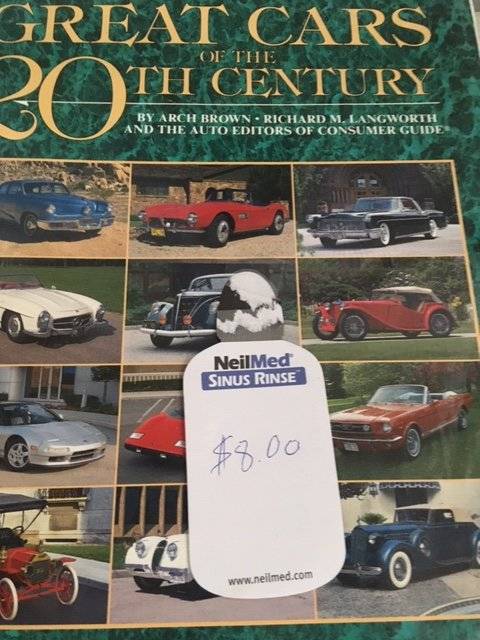 GREAT CARS
OF THE
20TH CENTURY
BY ARCH BROWN • RICHARD M. LANGWORTH
AND THE AUTO EDITORS OF CONSUMER GUIDE®
NeilMed®
SINUS RINSE™
$8.00
www.neilmed.com